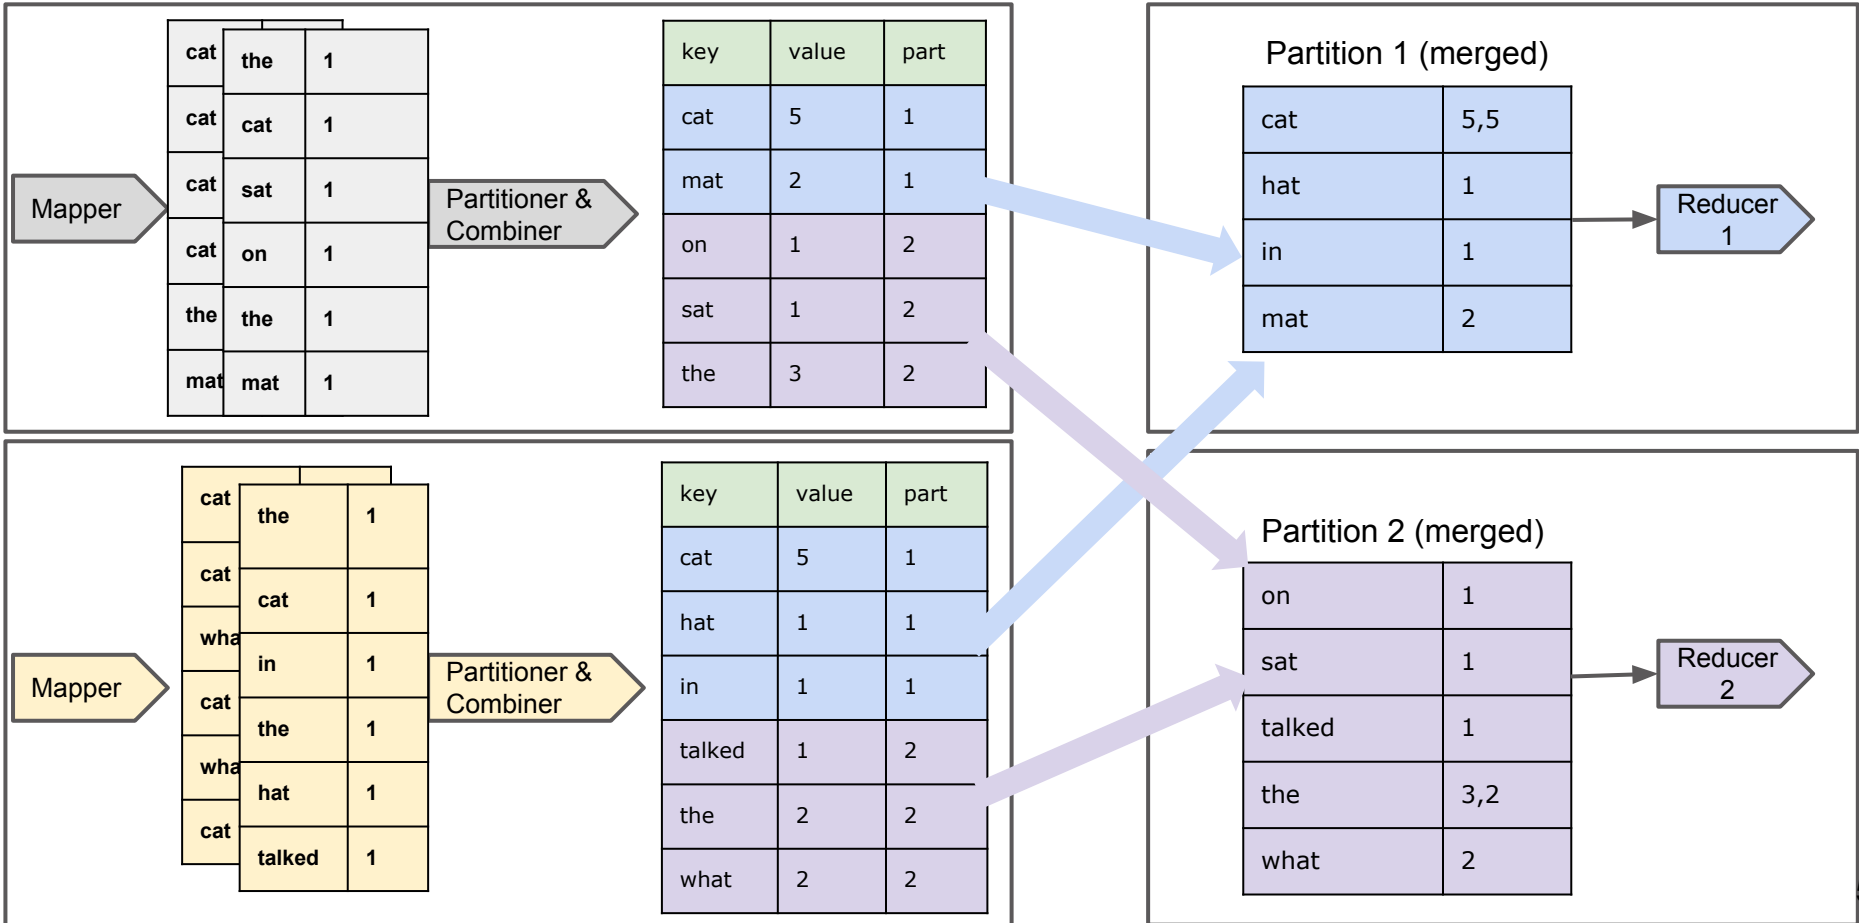 Mapper
cat
cat
cat
cat
the
mat
the 1
cat 1
sat 1
on 1
the 1
mat 1
Partitioner &
Combiner
key value part
cat 5 1
mat 2 1
on 1 2
sat 1 2
the 3 2
Partition 1 (merged)
cat 5,5
hat 1
in 1
mat 2
Reducer
1
Mapper
cat
cat
wha
cat
wha
cat
the 1
cat 1
in 1
the 1
hat 1
talked 1
Partitioner &
Combiner
key value part
cat 5 1
hat 1 1
in 1 1
talked 1 2
the 2 2
what 2 2
Partition 2 (merged)
on 1
sat 1
talked 1
the 3,2
what 2
Reducer
2